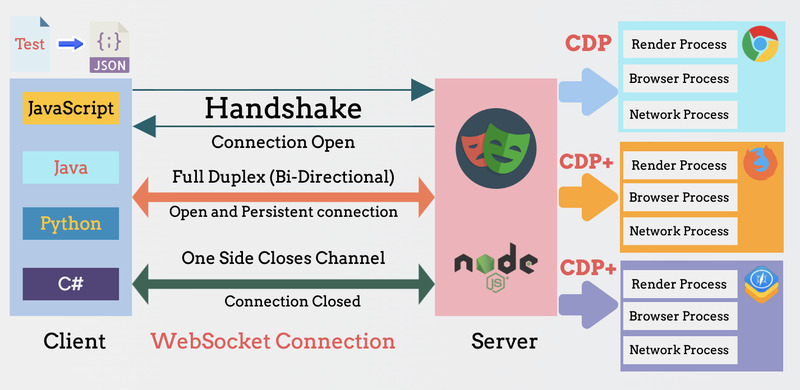 Test
{;}
JSON
JavaScript
Java
Python
C#
Client
Handshake
Connection Open
Full Duplex (Bi-Directional)
Open and Persistent connection
One Side Closes Channel
Connection Closed
WebSocket Connection
node
JS
Server
CDP
Render Process
Browser Process
Network Process
CDP+
Render Process
Browser Process
Network Process
CDP+
Render Process
Browser Process
Network Process